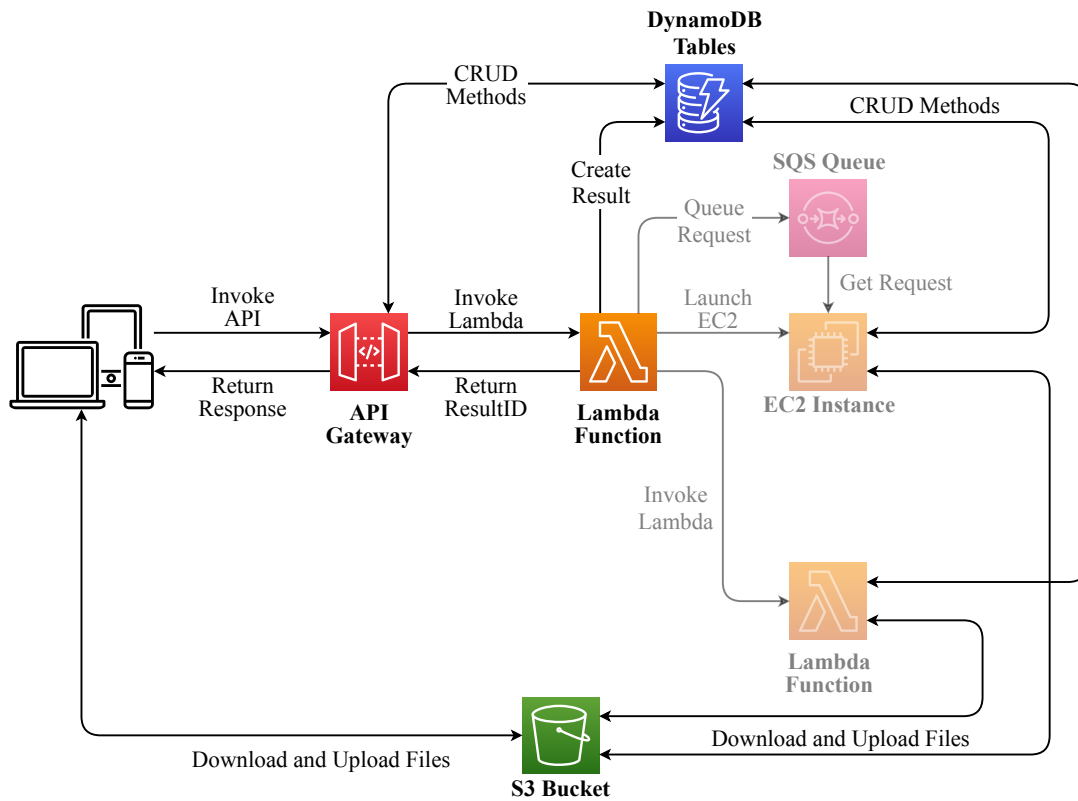 DynamoDB
Tables
CRUD
Methods
CRUD Methods
Create
Result
SQS Queue
Queue
Request
Get Request
Invoke
API
Invoke
Lambda
Launch
EC2
</>
Return
Response
Return
ResultID
API
Gateway
Lambda
Function
EC2 Instance
Invoke
Lambda
Lambda
Function
Download and Upload Files
Download and Upload Files
S3 Bucket